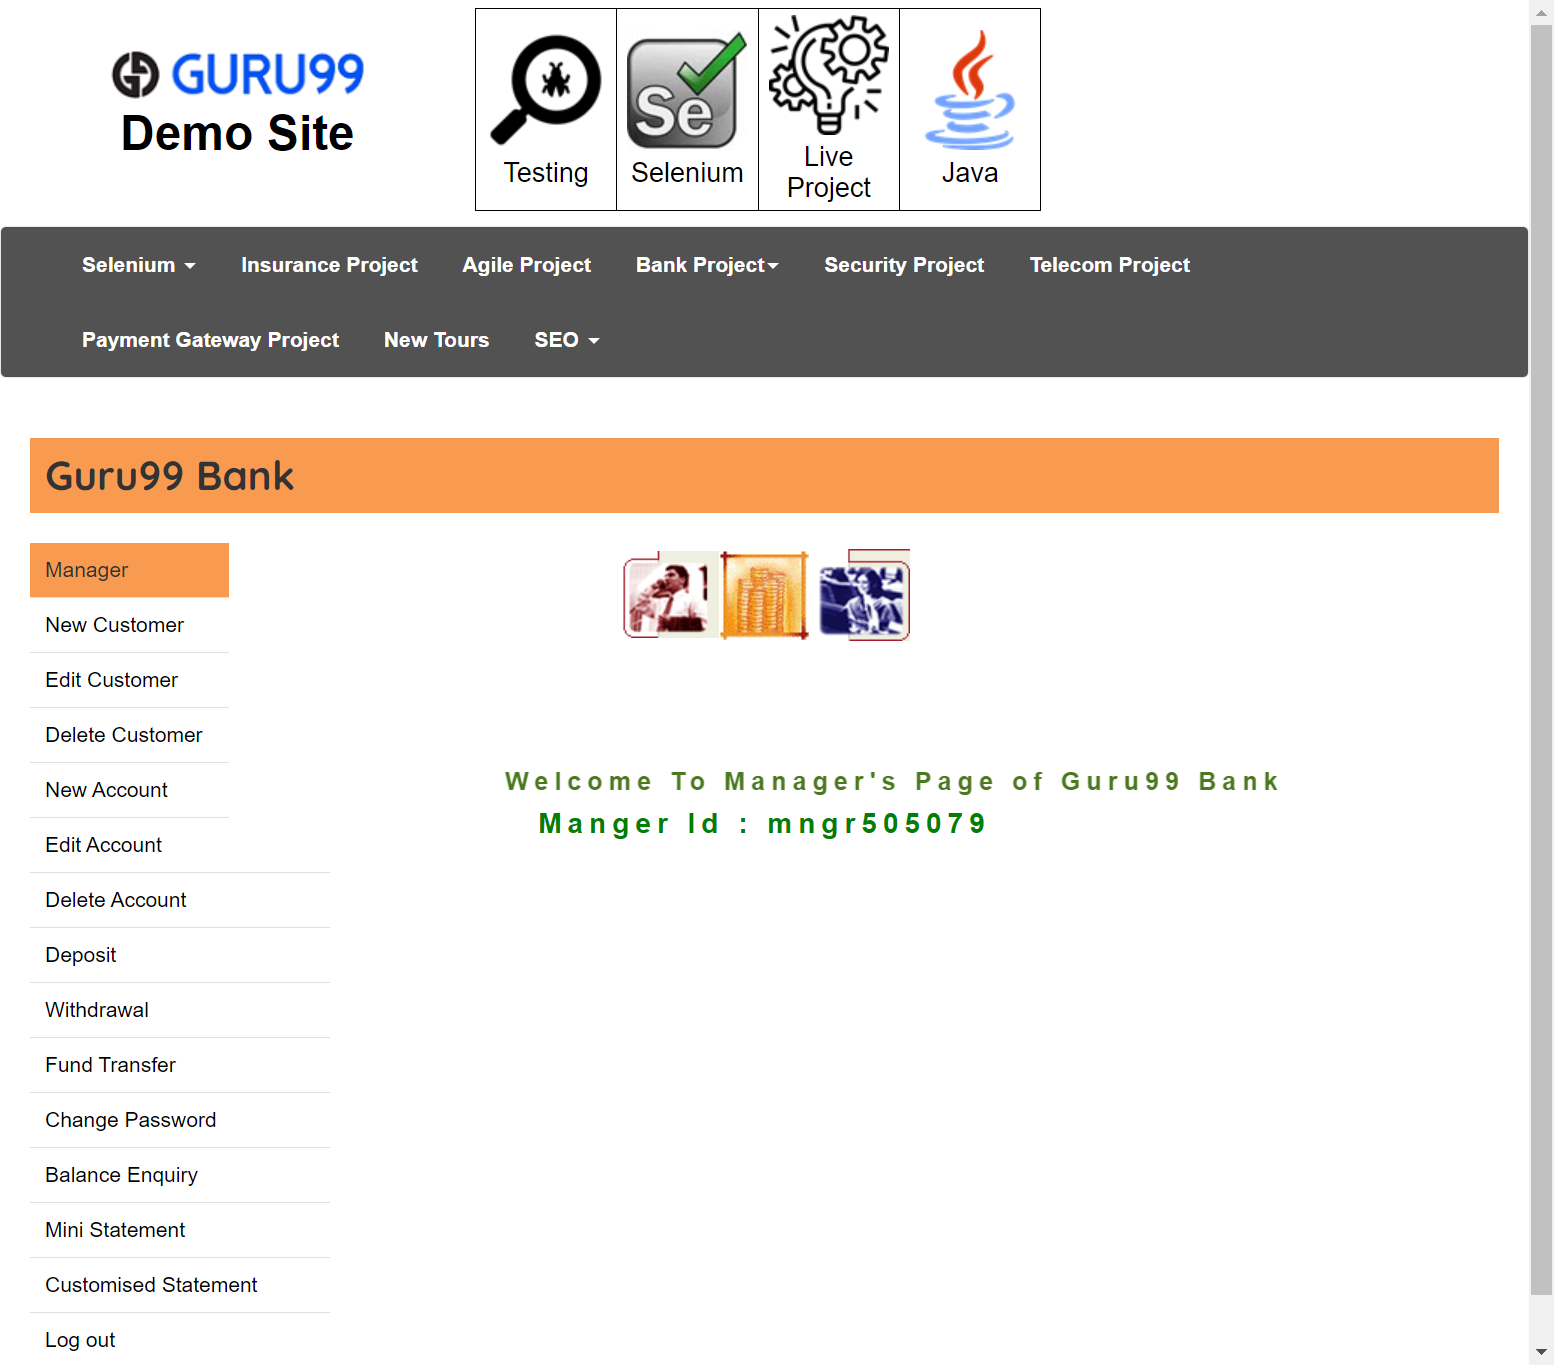 GURU99
Demo Site
Testing
Se
Selenium
Live
Project
Java
Selenium
Insurance Project
Agile Project
Bank Project
Security Project
Telecom Project
Payment Gateway Project
New Tours
SEO
Guru99 Bank
Manager
New Customer
Edit Customer
Delete Customer
New Account
Edit Account
Delete Account
Deposit
Withdrawal
Fund Transfer
Change Password
Balance Enquiry
Mini Statement
Customised Statement
Log out
Welcome To Manager's Page of Guru99 Bank
Manger Id : mngr505079